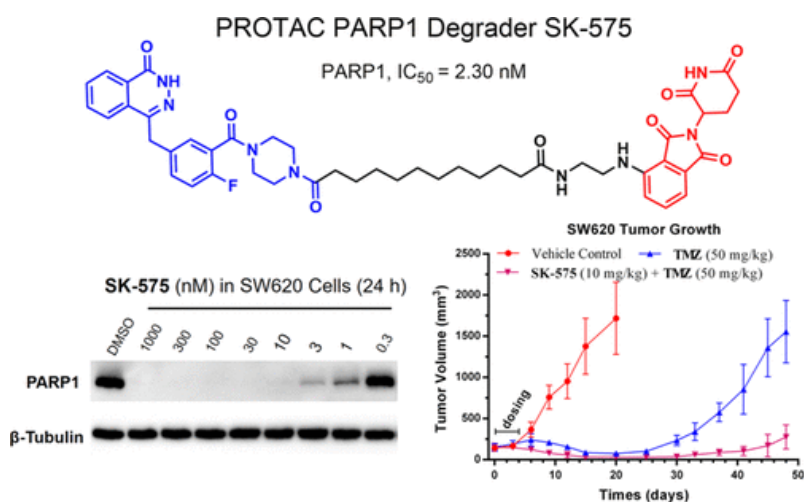 PROTAC PARP1 Degrader SK-575
PARP1, IC50 = 2.30 nM
O
NH
N
O
N
F
N
O
O
N
H
H
N
O
O
NH
O
N
O
O
SK-575 (nM) in SW620 Cells (24 h)
DMSO 1000 300 100 30 10 3 1 0.3
PARP1
β-Tubulin
SW620 Tumor Growth
Vehicle Control TMZ (50 mg/kg)
SK-575 (10 mg/kg) + TMZ (50 mg/kg)
Tumor Volume (mm3)
2500
2000
1500
1000
500
0
dosing
0 10 20 30 40 50
Times (days)